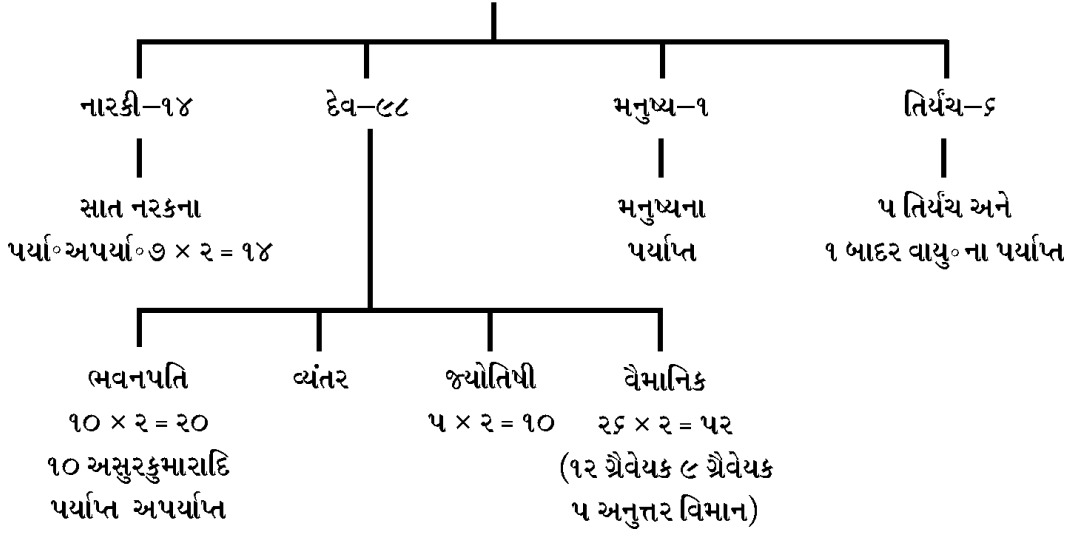 નારકી–૧૪ દેવ–૯૮ મનુષ્ય–૧ તિર્યંચ–૬
સાત નરકના મનુષ્યના ૫ તિર્યંચ અને
પર્યા૰અપર્યા૰૭ × ૨ = ૧૪ પર્યાપ્ત ૧ બાદર વાયુ૰ના પર્યાપ્ત
ભવનપતિ વ્યંતર જ્યોતિષી વૈમાનિક
૧૦ × ૨ = ૨૦ ૫ × ૨ = ૧૦ ૨૬ × ૨ = ૫૨
૧૦ અસુરકુમારાદિ (૧૨ ગ્રૈવેયક ૯ ગ્રૈવેયક
પર્યાપ્ત અપર્યાપ્ત ૫ અનુત્તર વિમાન)